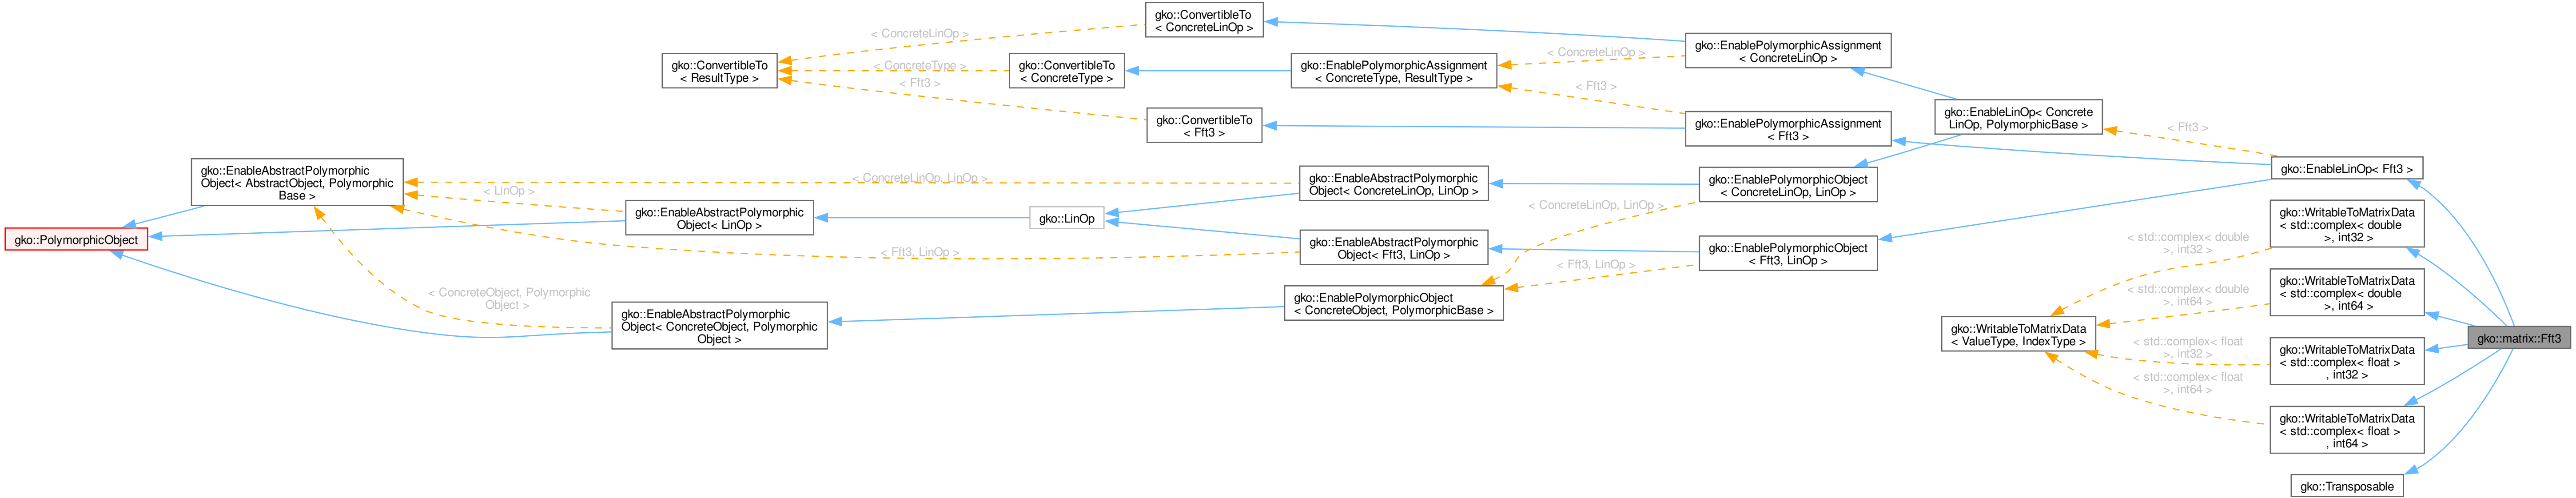 gko::ConvertibleTo
< ConcreteLinOp >
< ConcreteLinOp >
gko::EnablePolymorphicAssignment
< ConcreteLinOp >
< ConcreteLinOp >
gko::ConvertibleTo
< ResultType >
< ConcreteType >
gko::ConvertibleTo
< ConcreteType >
gko::EnablePolymorphicAssignment
< ConcreteType, ResultType >
< Fft3 >
< Fft3 >
gko::ConvertibleTo
< Fft3 >
gko::EnablePolymorphicAssignment
< Fft3 >
gko::EnableLinOp< Concrete
LinOp, PolymorphicBase >
< Fft3 >
gko::EnableLinOp< Fft3 >
gko::EnableAbstractPolymorphic
Object< AbstractObject, Polymorphic
Base >
< ConcreteLinOp, LinOp >
gko::EnableAbstractPolymorphic
Object< ConcreteLinOp, LinOp >
gko::EnablePolymorphicObject
< ConcreteLinOp, LinOp >
< LinOp >
gko::EnableAbstractPolymorphic
Object< LinOp >
gko::LinOp
< ConcreteLinOp, LinOp >
gko::PolymorphicObject
< Fft3, LinOp >
gko::EnableAbstractPolymorphic
Object< Fft3, LinOp >
gko::EnablePolymorphicObject
< Fft3, LinOp >
< Fft3, LinOp >
< ConcreteObject, Polymorphic
Object >
gko::EnableAbstractPolymorphic
Object< ConcreteObject, Polymorphic
Object >
gko::EnablePolymorphicObject
< ConcreteObject, PolymorphicBase >
gko::WritableToMatrixData
< std::complex< double
>, int32 >
< std::complex< double
>, int32 >
gko::WritableToMatrixData
< std::complex< double
>, int64 >
< std::complex< double
>, int64 >
gko::WritableToMatrixData
< ValueType, IndexType >
< std::complex< float
>, int32 >
gko::WritableToMatrixData
< std::complex< float >
, int32 >
gko::matrix::Fft3
< std::complex< float
>, int64 >
gko::WritableToMatrixData
< std::complex< float >
, int64 >
gko::Transposable